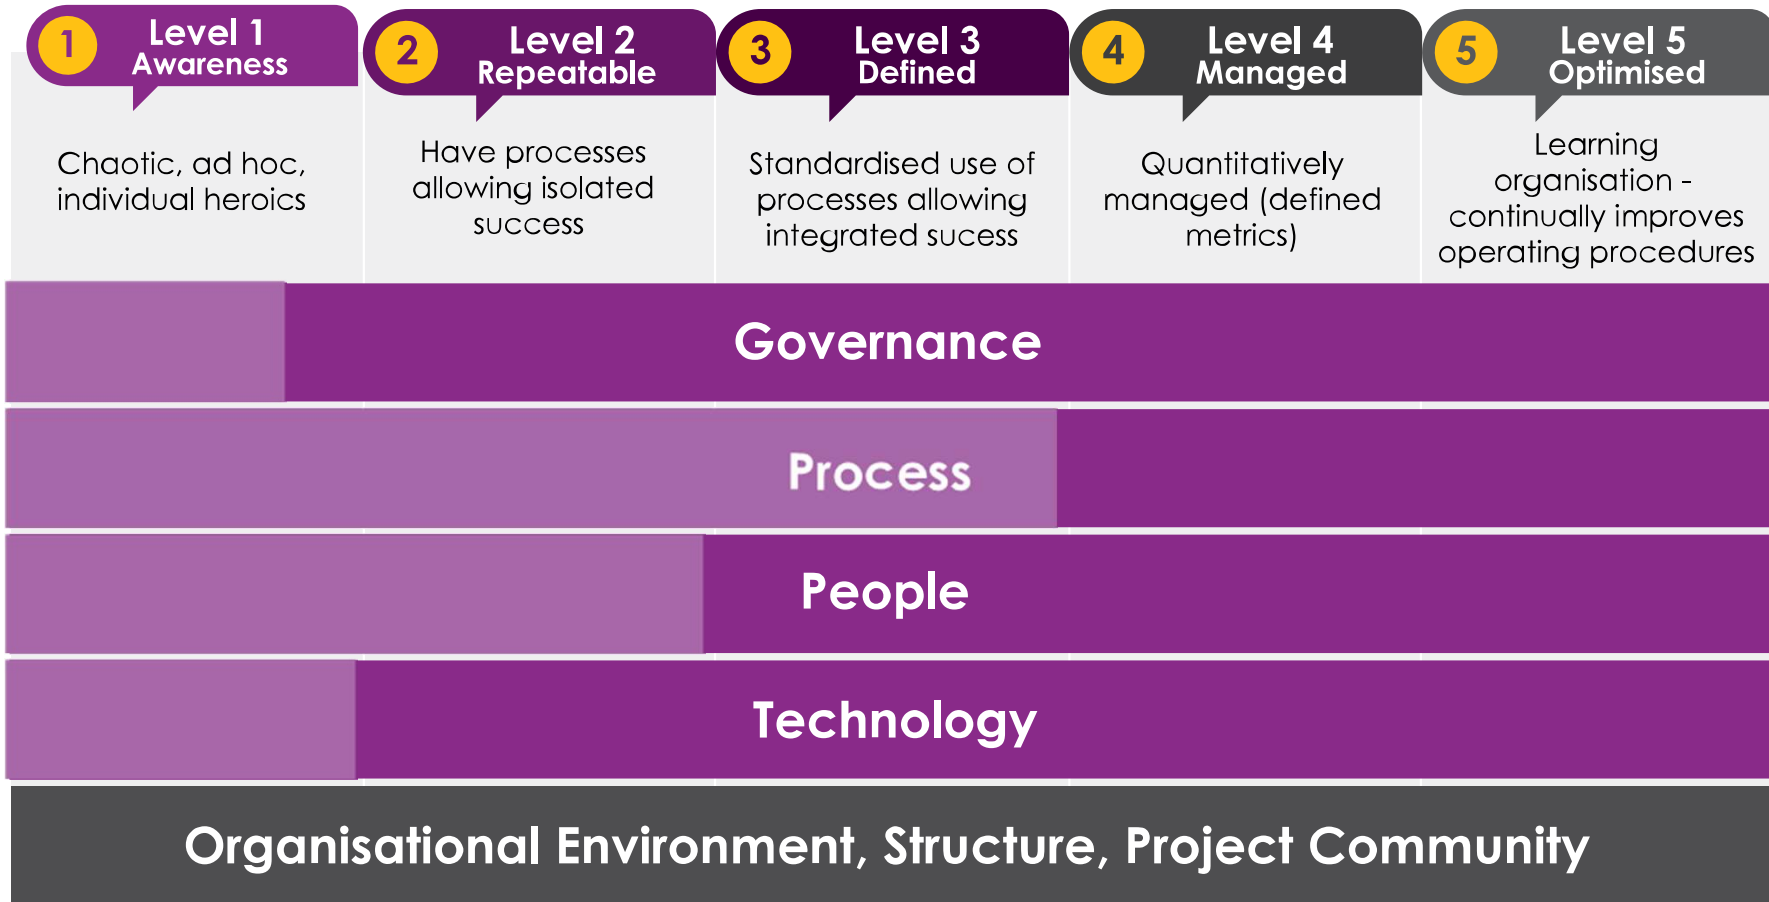 1
Level 1
Awareness
2
Level 2
Repeatable
3
Level 3
Defined
4
Level 4
Managed
5
Level 5
Optimised
Chaotic, ad hoc,
individual heroics
Have processes
allowing isolated
success
Standardised use of
processes allowing
integrated sucess
Quantitatively
managed (defined
metrics)
Learning
organisation -
continually improves
operating procedures
Governance
Process
People
Technology
Organisational Environment, Structure, Project Community